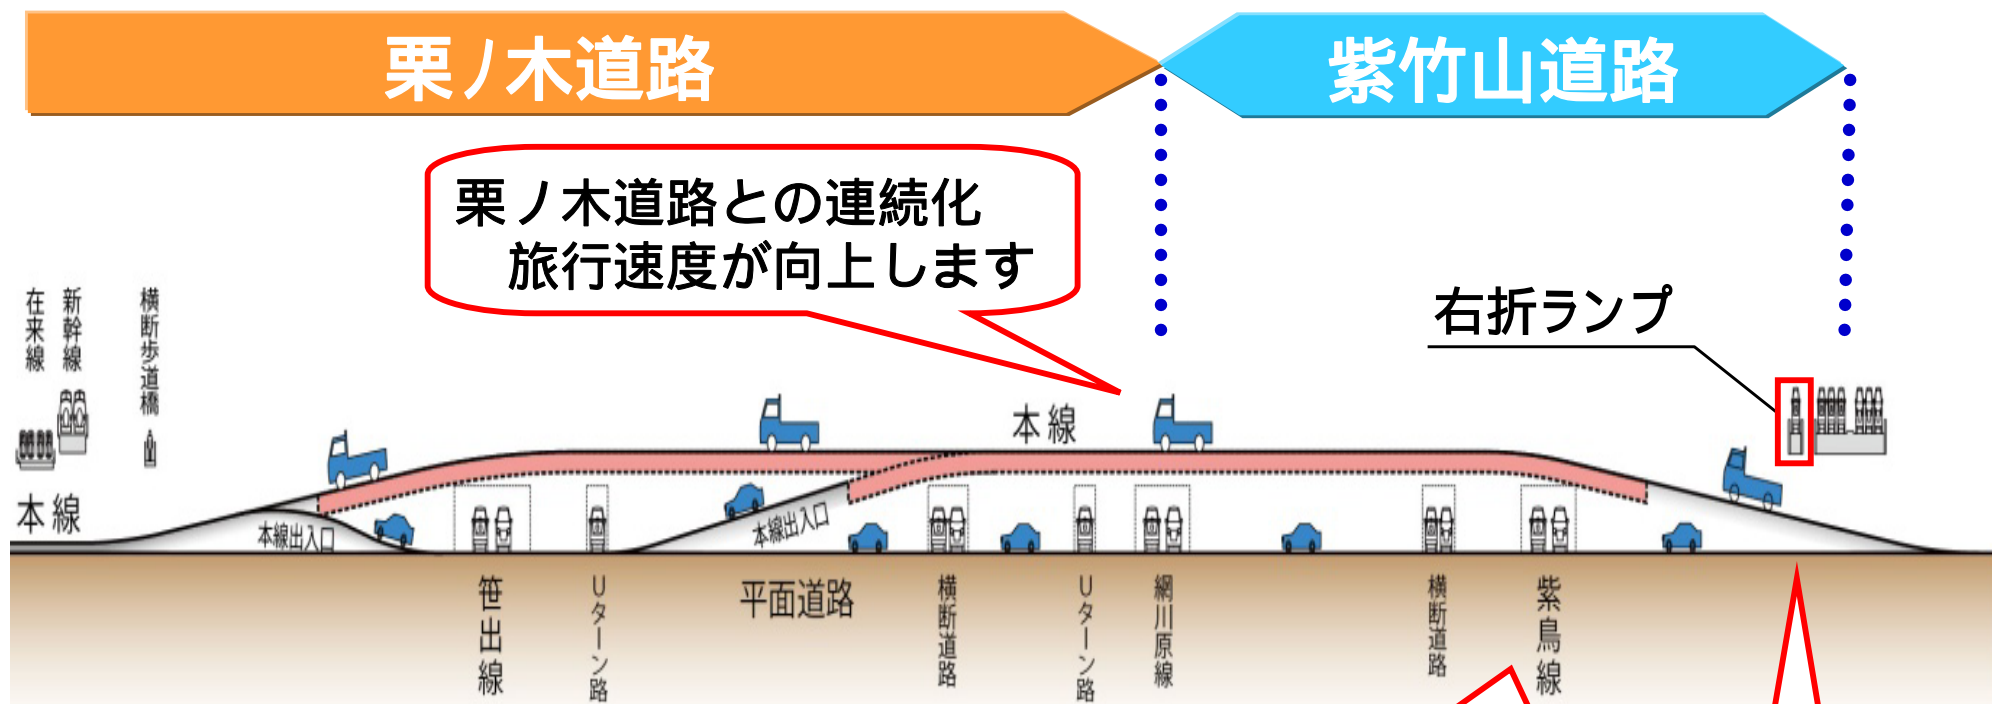 栗ノ木道路
紫竹山道路
栗ノ木道路との連続化
旅行速度が向上します
右折ランプ
在来線
新幹線
横断歩道橋
本線
本線
本線出入口
本線出入口
笹出線
Uターン路
平面道路
横断道路
Uターン路
網川原線
横断道路
紫鳥線